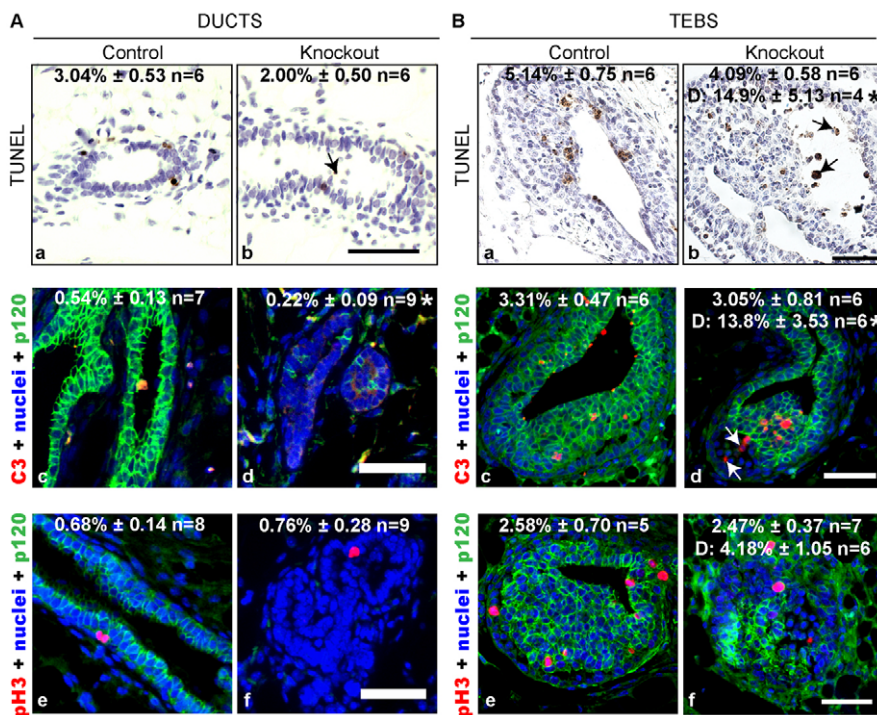 A DUCTS
Control Knockout
TUNEL
3.04% ± 0.53 n=6
a
2.00% ± 0.50 n=6
b
C3 + nuclei + p120
0.54% ± 0.13 n=7
c
0.22% ± 0.09 n=9 *
d
pH3 + nuclei + p120
0.68% ± 0.14 n=8
e
0.76% ± 0.28 n=9
f
B TEBS
Control Knockout
TUNEL
5.14% ± 0.75 n=6
a
4.09% ± 0.58 n=6
D: 14.9% ± 5.13 n=4 *
b
C3 + nuclei + p120
3.31% ± 0.47 n=6
c
3.05% ± 0.81 n=6
D: 13.8% ± 3.53 n=6*
d
pH3 + nuclei + p120
2.58% ± 0.70 n=5
e
2.47% ± 0.37 n=7
D: 4.18% ± 1.05 n=6
f